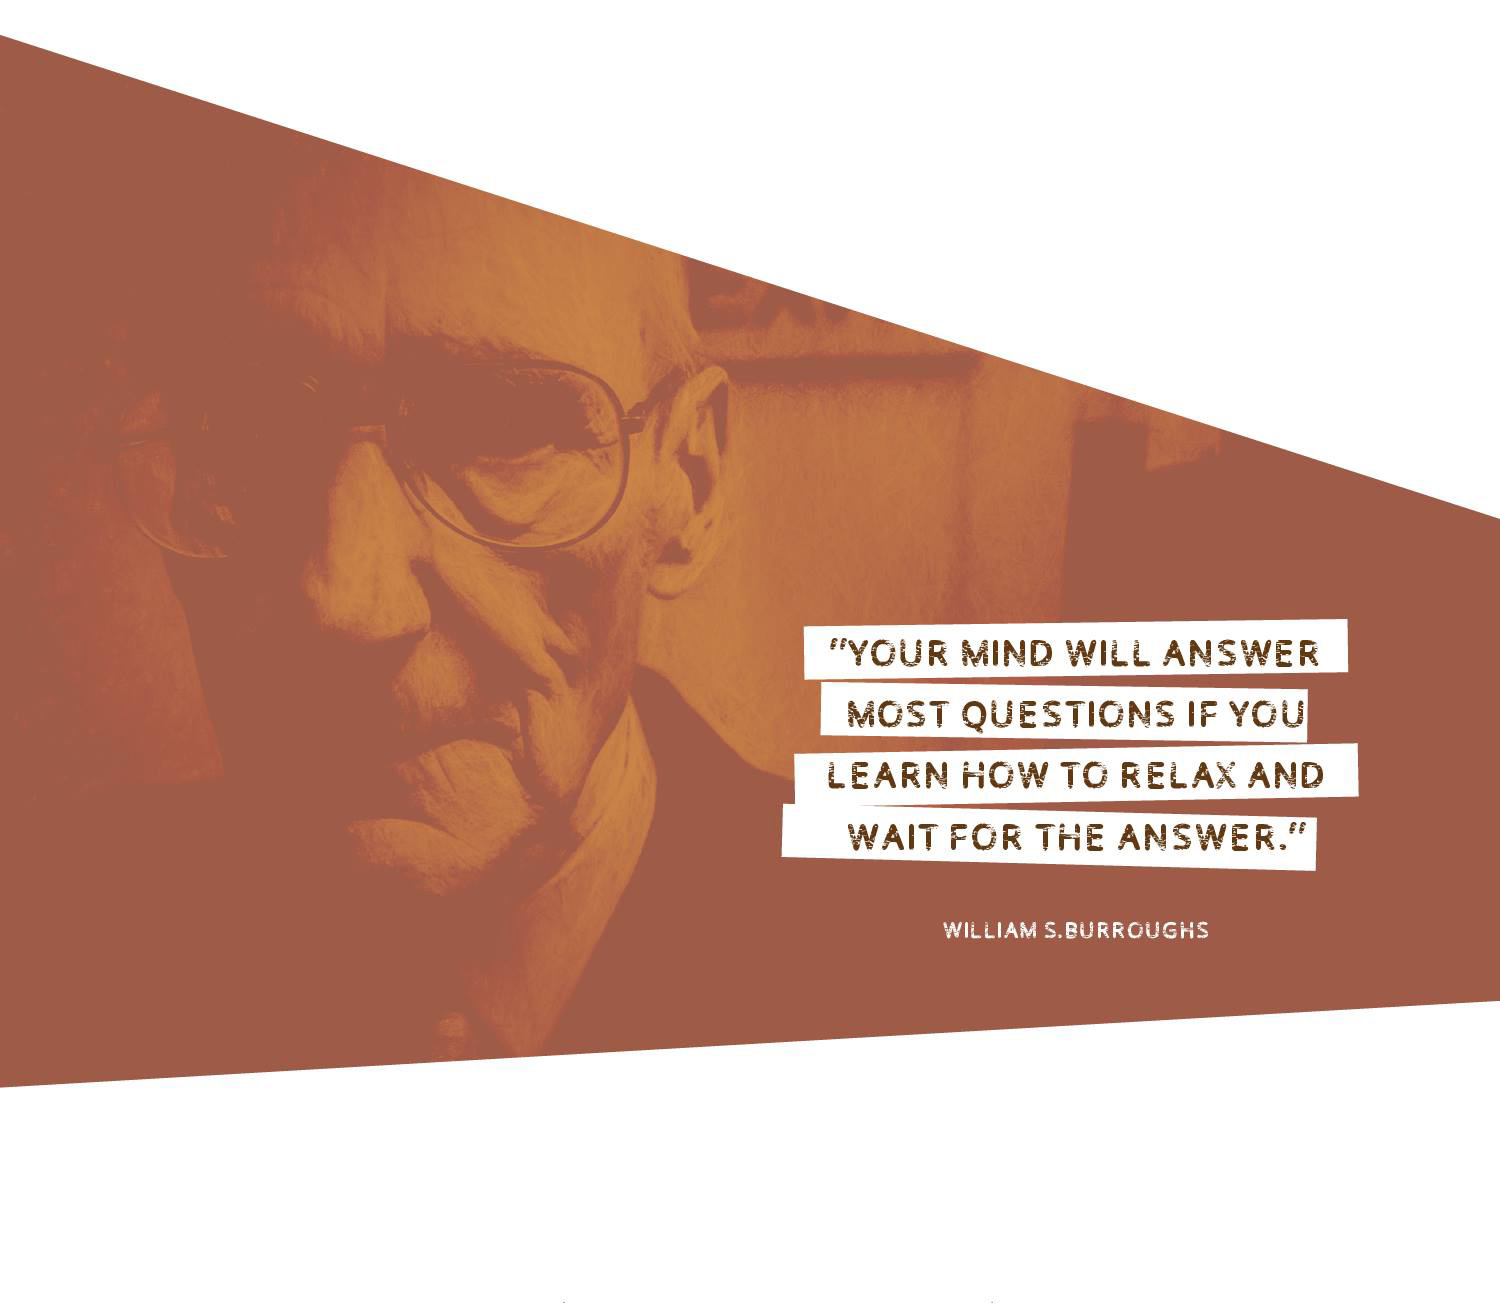 "YOUR MIND WILL ANSWER
MOST QUESTIONS IF YOU
LEARN HOW TO RELAX AND
WAIT FOR THE ANSWER."
WILLIAM S.BURROUGHS